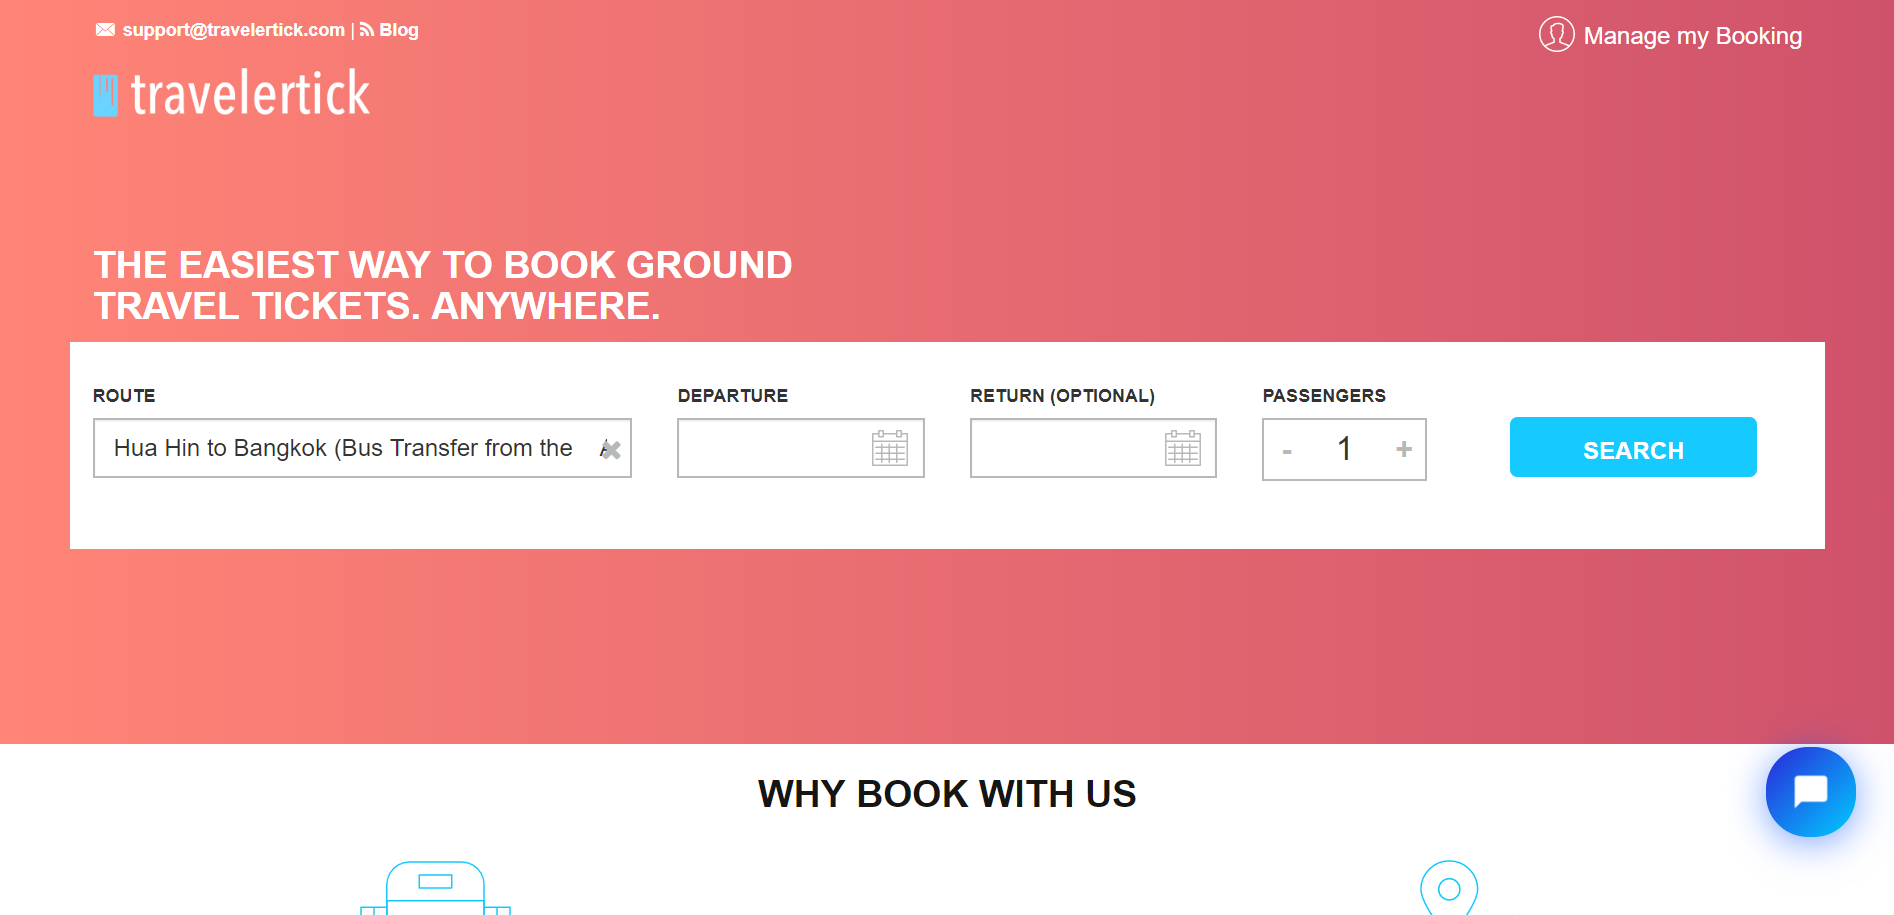 support@travelertick.com | Blog
Manage my Booking
travelertick
THE EASIEST WAY TO BOOK GROUND
TRAVEL TICKETS. ANYWHERE.
ROUTE
DEPARTURE
RETURN (OPTIONAL)
PASSENGERS
Hua Hin to Bangkok (Bus Transfer from the
- 1 +
SEARCH
WHY BOOK WITH US